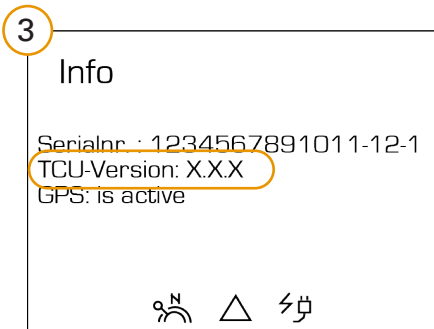 3
Info
Serialnr. : 1234567891011-12-1
TCU-Version: X.X.X
GPS: is active
N